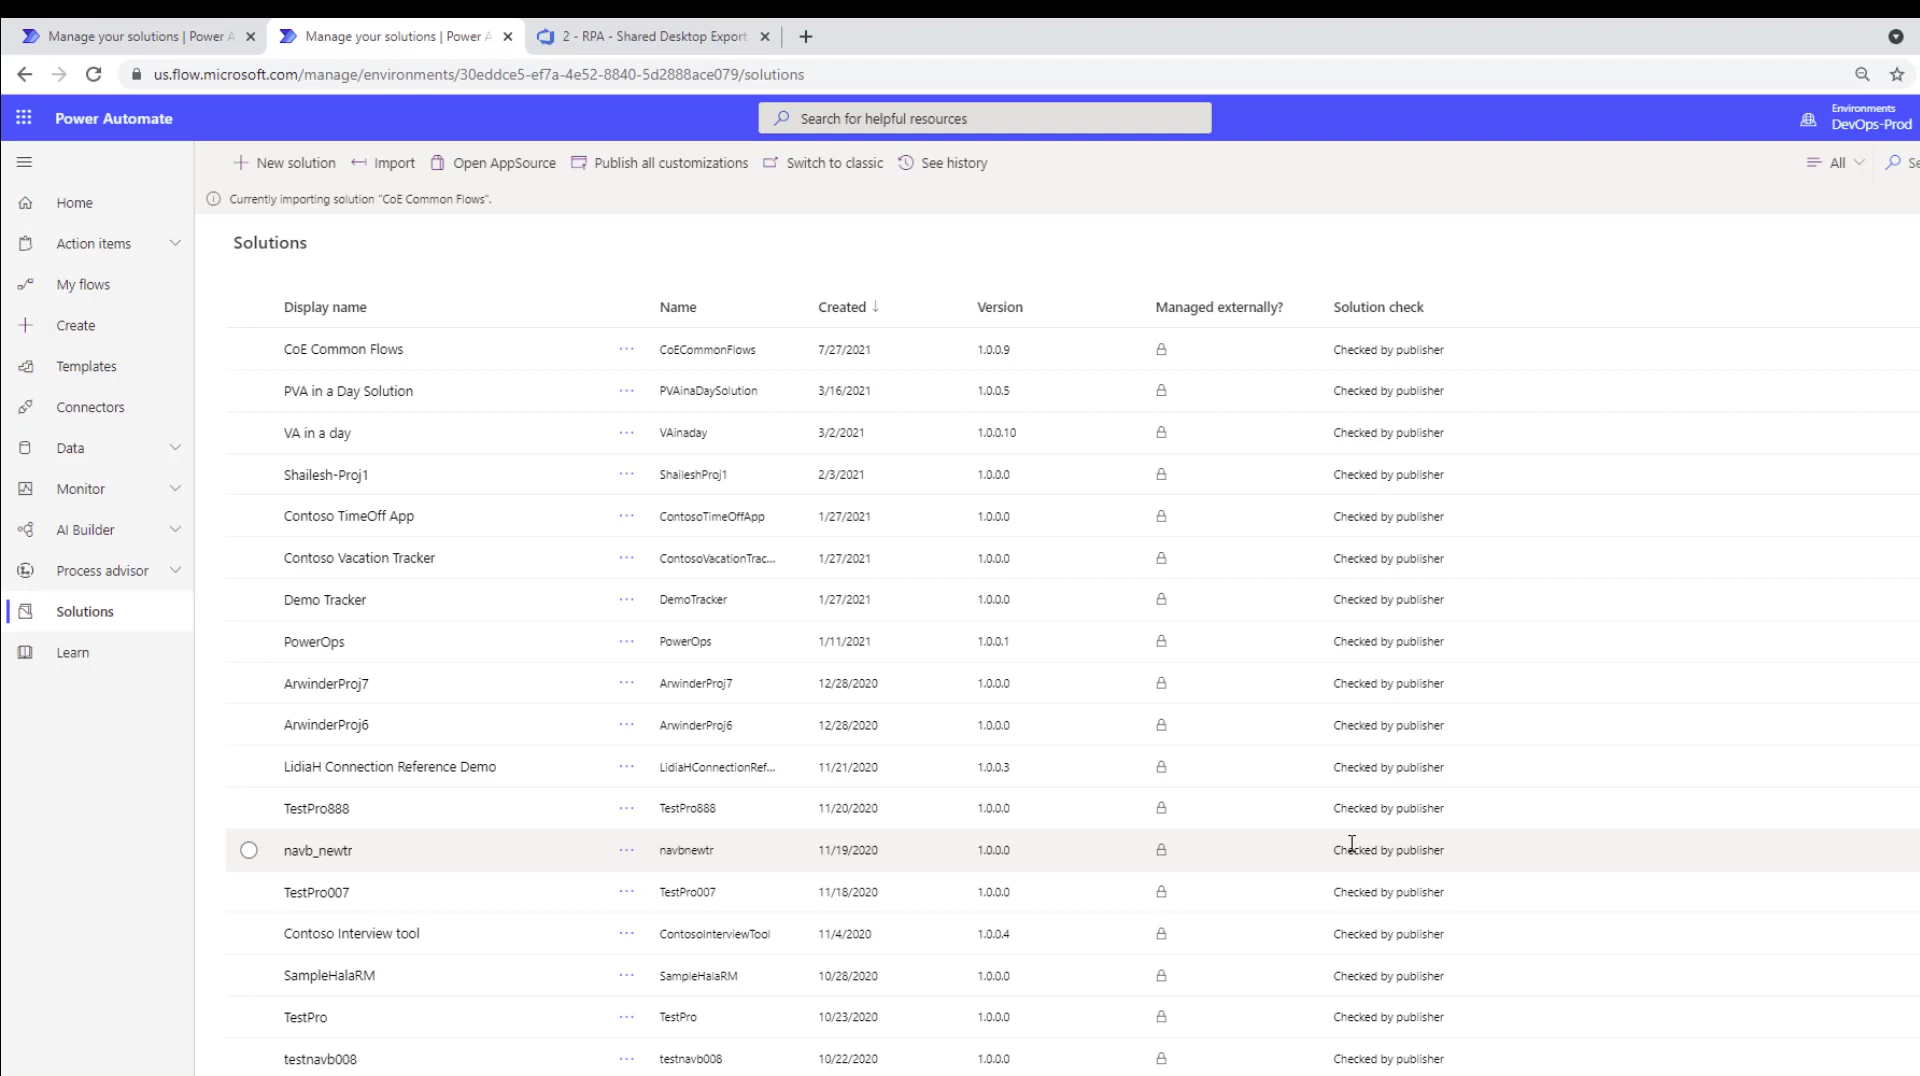 Manage your solutions | Power A
Manage your solutions | Power A
2 - RPA - Shared Desktop Export
us.flow.microsoft.com/manage/environments/30eddce5-ef7a-4e52-8840-5d2888ace079/solutions
Power Automate
Search for helpful resources
Environments
DevOps-Prod
New solution Import Open AppSource Publish all customizations Switch to classic See history All Se
Currently importing solution "CoE Common Flows".
Home
Action items
My flows
Create
Templates
Connectors
Data
Monitor
AI Builder
Process advisor
Solutions
Learn
Solutions
Display name Name Created Version Managed externally? Solution check
CoE Common Flows CoECommonFlows 7/27/2021 1.0.0.9 Checked by publisher
PVA in a Day Solution PVAinaDaySolution 3/16/2021 1.0.0.5 Checked by publisher
VA in a day VAinaday 3/2/2021 1.0.0.10 Checked by publisher
Shailesh-Proj1 ShaileshProj1 2/3/2021 1.0.0.0 Checked by publisher
Contoso TimeOff App ContosoTimeOffApp 1/27/2021 1.0.0.0 Checked by publisher
Contoso Vacation Tracker ContosoVacationTrac... 1/27/2021 1.0.0.0 Checked by publisher
Demo Tracker DemoTracker 1/27/2021 1.0.0.0 Checked by publisher
PowerOps PowerOps 1/11/2021 1.0.0.1 Checked by publisher
ArwinderProj7 ArwinderProj7 12/28/2020 1.0.0.0 Checked by publisher
ArwinderProj6 ArwinderProj6 12/28/2020 1.0.0.0 Checked by publisher
LidiaH Connection Reference Demo LidiaHConnectionRef... 11/21/2020 1.0.0.3 Checked by publisher
TestPro888 TestPro888 11/20/2020 1.0.0.0 Checked by publisher
navb_newtr navbnewtr 11/19/2020 1.0.0.0 Checked by publisher
TestPro007 TestPro007 11/18/2020 1.0.0.0 Checked by publisher
Contoso Interview tool ContosoInterviewTool 11/4/2020 1.0.0.4 Checked by publisher
SampleHalaRM SampleHalaRM 10/28/2020 1.0.0.0 Checked by publisher
TestPro TestPro 10/23/2020 1.0.0.0 Checked by publisher
testnavb008 testnavb008 10/22/2020 1.0.0.0 Checked by publisher